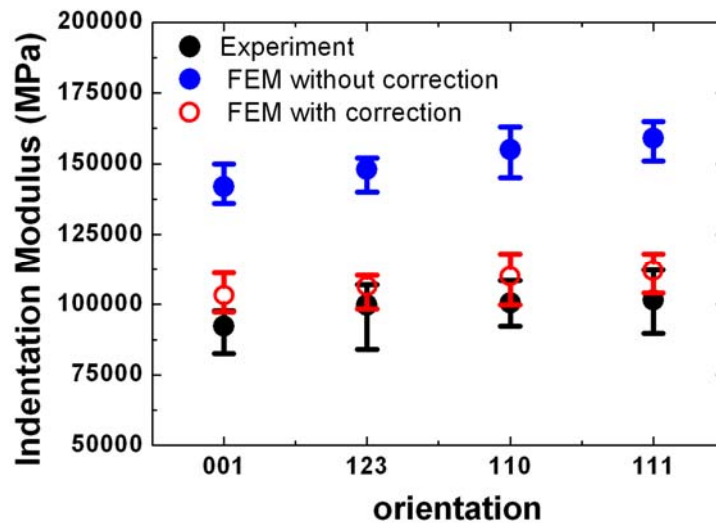 200000
175000
150000
125000
100000
75000
50000
Indentation Modulus (MPa)
Experiment
FEM without correction
FEM with correction
001
123
110
111
orientation